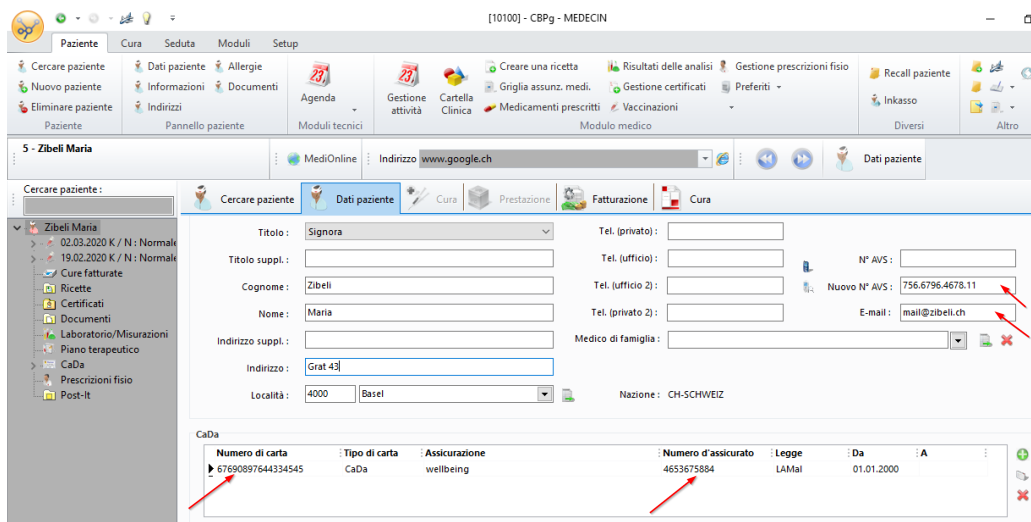 [10100] - CBPg - MEDECIN
Paziente Cura Seduta Moduli Setup
Cercare paziente Dati paziente Allergie Creare una ricetta Risultati delle analisi Gestione prescrizioni fisio
Nuovo paziente Informazioni Documenti Griglia assunz. medi. Gestione certificati Preferiti
Eliminare paziente Indirizzi Medicamenti prescritti Vaccinazioni
23, Agenda
23, Gestione attività
Cartella Clinica
Recall paziente
Inkasso
Paziente Pannello paziente Moduli tecnici Modulo medico Diversi Altro
5 - Zibeli Maria
MediOnline Indirizzo www.google.ch Dati paziente
Cercare paziente :
Cercare paziente Dati paziente Cura Prestazione Fatturazione Cura
Zibeli Maria
02.03.2020 K / N : Normale
19.02.2020 K / N : Normale
Cure fatturate
Ricette
Certificati
Documenti
Laboratorio/Misurazioni
Piano terapeutico
CaDa
Prescrizioni fisio
Post-It
Titolo : Signora
Titolo suppl. :
Cognome : Zibeli
Nome : Maria
Indirizzo suppl. :
Indirizzo : Grat 43
Località : 4000 Basel
Tel. (privato) :
Tel. (ufficio) :
Tel. (ufficio 2) :
Tel. (privato 2) :
Medico di famiglia :
Nazione : CH-SCHWEIZ
N° AVS :
Nuovo N° AVS : 756.6796.4678.11
E-mail : mail@zibeli.ch
CaDa
Numero di carta Tipo di carta Assicurazione Numero d'assicurato Legge Da A
67690897644334545 CaDa wellbeing 4653675884 LAMal 01.01.2000